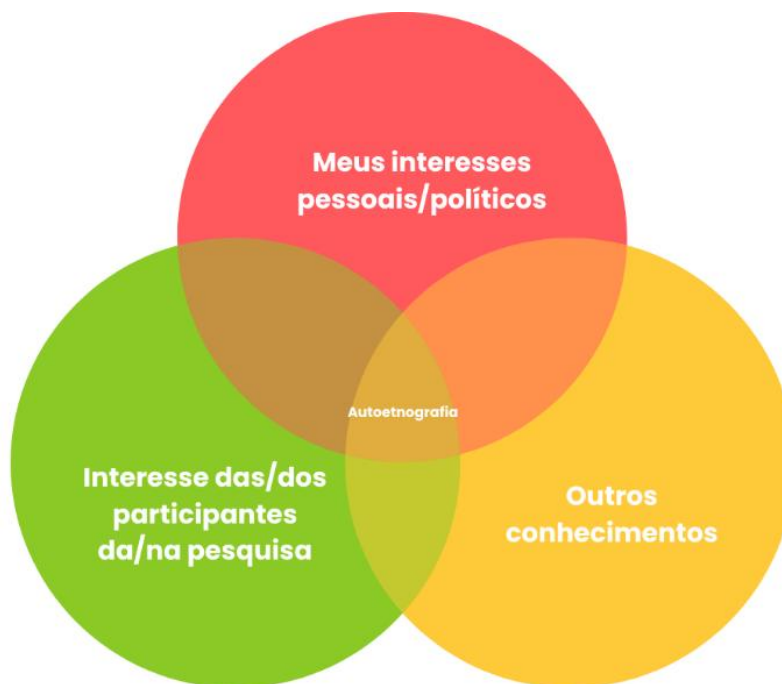 Meus interesses
pessoais/políticos
Autoetnografia
Interesse das/dos
participantes
da/na pesquisa
Outros
conhecimentos